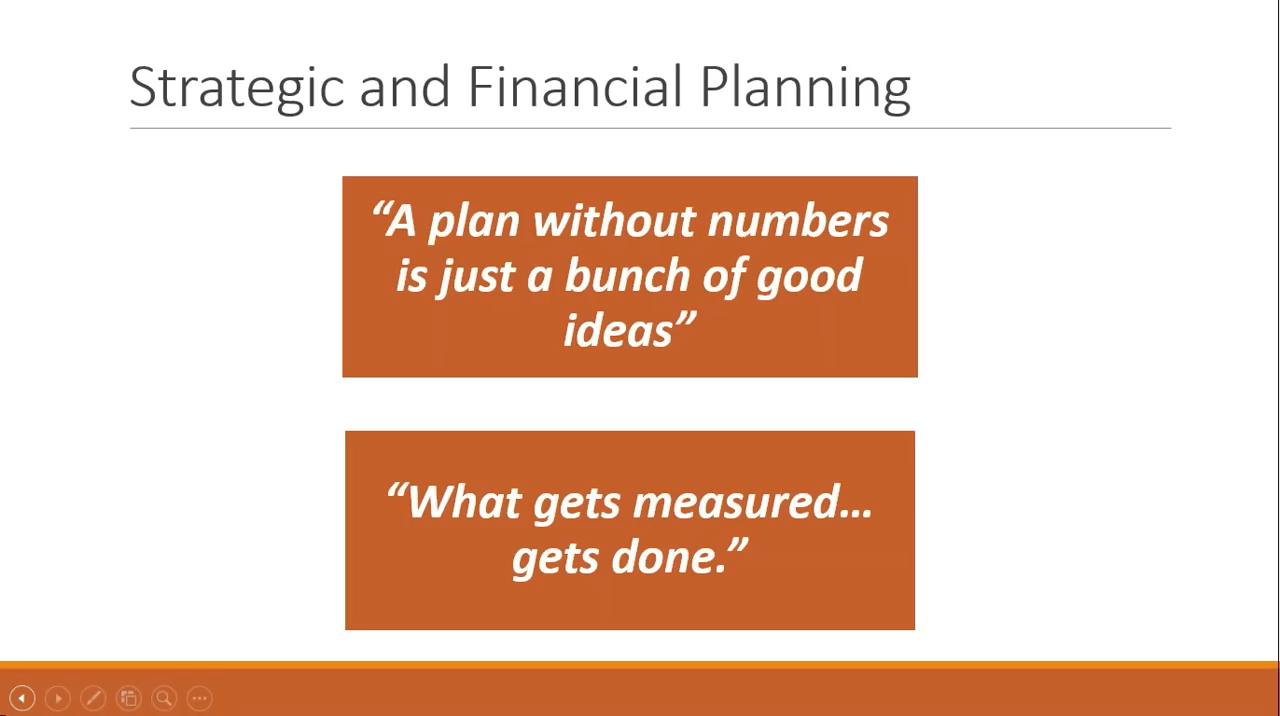 Strategic and Financial Planning
“A plan without numbers
is just a bunch of good
ideas”
“What gets measured…
gets done.”